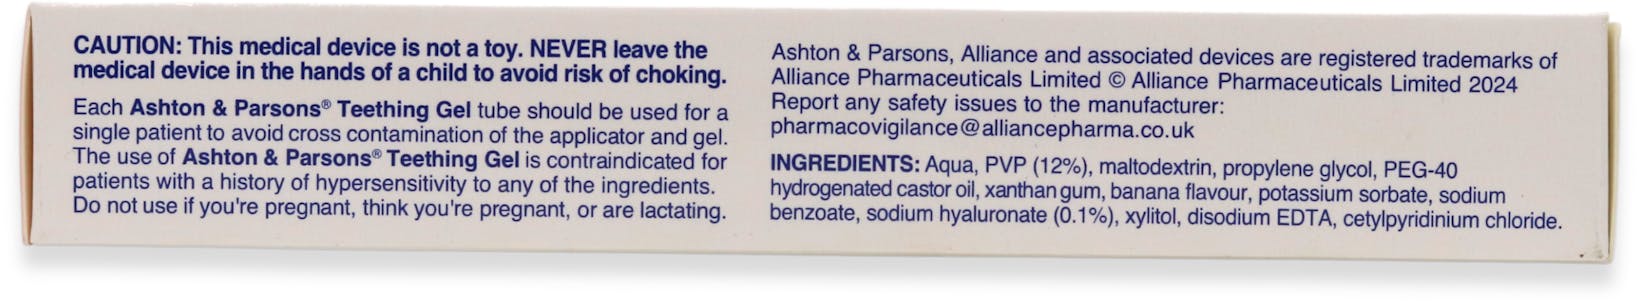 CAUTION: This medical device is not a toy. NEVER leave the
medical device in the hands of a child to avoid risk of choking.
Each Ashton & Parsons® Teething Gel tube should be used for a
single patient to avoid cross contamination of the applicator and gel.
The use of Ashton & Parsons® Teething Gel is contraindicated for
patients with a history of hypersensitivity to any of the ingredients.
Do not use if you're pregnant, think you're pregnant, or are lactating.
Ashton & Parsons, Alliance and associated devices are registered trademarks of
Alliance Pharmaceuticals Limited © Alliance Pharmaceuticals Limited 2024
Report any safety issues to the manufacturer:
pharmacovigilance@alliancepharma.co.uk
INGREDIENTS: Aqua, PVP (12%), maltodextrin, propylene glycol, PEG-40
hydrogenated castor oil, xanthan gum, banana flavour, potassium sorbate, sodium
benzoate, sodium hyaluronate (0.1%), xylitol, disodium EDTA, cetylpyridinium chloride.